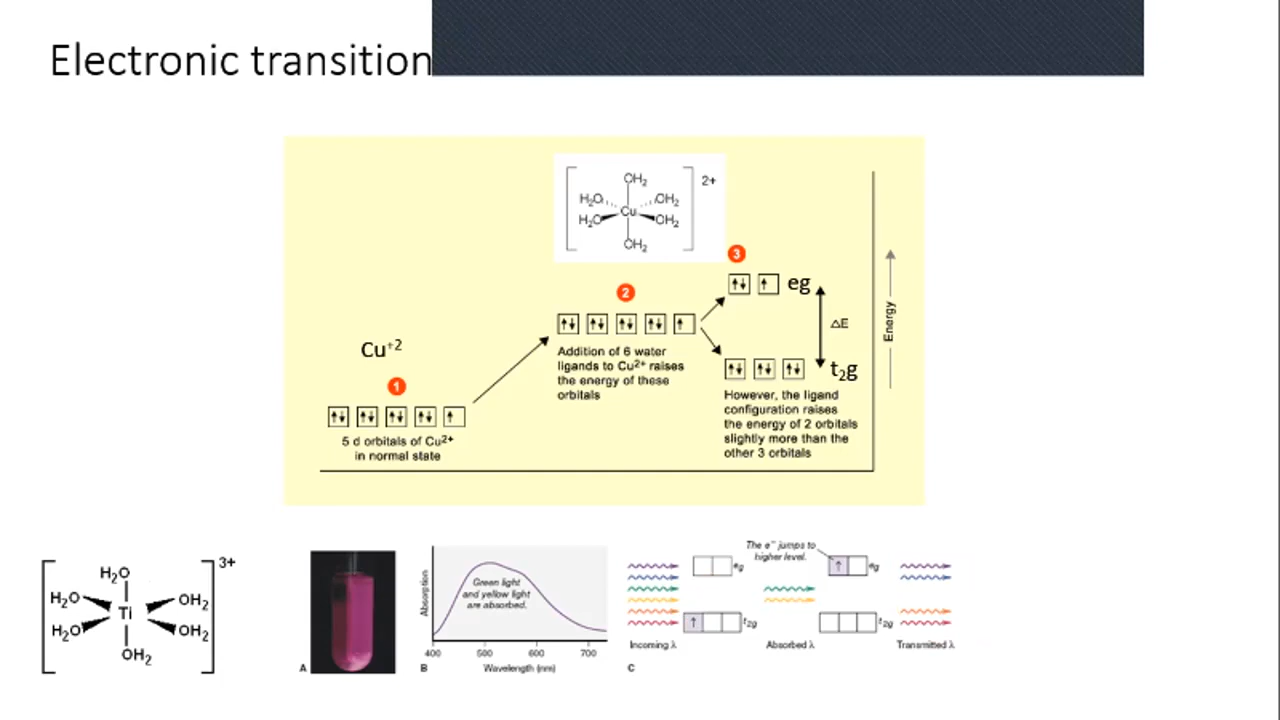 Electronic transition
OH₂
2+
H₂O
OH₂
Cu
H₂O
OH₂
OH₂
3
eg
2
ΔE
Energy
Cu⁺²
Addition of 6 water
ligands to Cu²⁺ raises
the energy of these
orbitals
t₂g
1
However, the ligand
configuration raises
the energy of 2 orbitals
slightly more than the
other 3 orbitals
5 d orbitals of Cu²⁺
in normal state
3+
H₂O
H₂O
OH₂
Ti
H₂O
OH₂
OH₂
A
Absorption
Green light
and yellow light
are absorbed.
400 500 600 700
B
Wavelength (nm)
The e⁻ jumps to
higher level.
eg
eg
t2g
t2g
Incoming λ
Absorbed λ
Transmitted λ
C